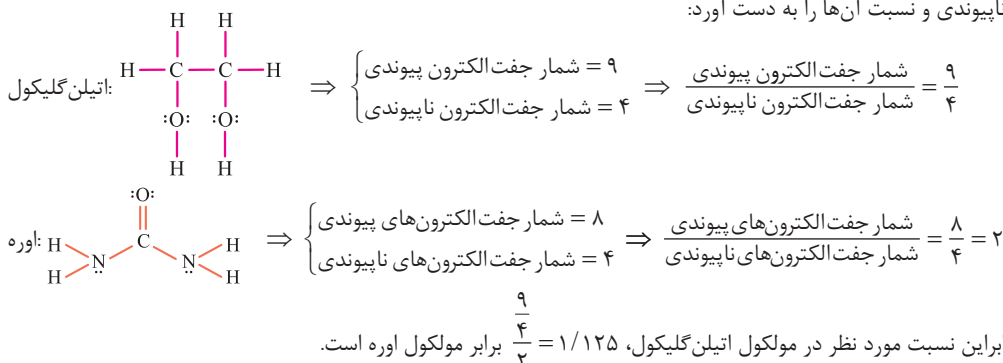 ناپیوندی و نسبت آن‌ها را به دست آورد:
اتیلن گلیکول:
H H
H — C — C — H
:O: :O:
H H
⇒ { شمار جفت‌الکترون پیوندی = ۹
شمار جفت‌الکترون ناپیوندی = ۴
⇒ شمار جفت‌الکترون پیوندی / شمار جفت‌الکترون ناپیوندی = ۹/۴
اوره:
:O:
H C H
N N
H H
⇒ { شمار جفت‌الکترون‌های پیوندی = ۸
شمار جفت‌الکترون‌های ناپیوندی = ۴
⇒ شمار جفت‌الکترون‌های پیوندی / شمار جفت‌الکترون‌های ناپیوندی = ۸/۴ = ۲
براین نسبت مورد نظر در مولکول اتیلن‌گلیکول، ۱/۱۲۵ = (۹/۴)/۲ برابر مولکول اوره است.